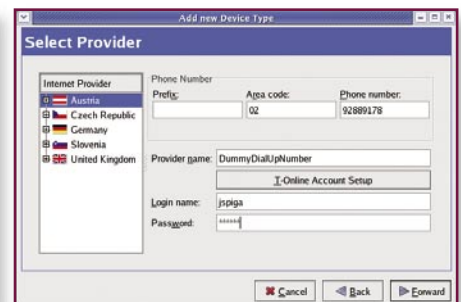 Add new Device Type
Select Provider
Internet Provider
Austria
Czech Republic
Germany
Slovenia
United Kingdom
Phone Number
Prefix:
Area code:
Phone number:
02
92889178
Provider name:
DummyDialUpNumber
T-Online Account Setup
Login name:
jspiga
Password:
******
Cancel
Back
Forward